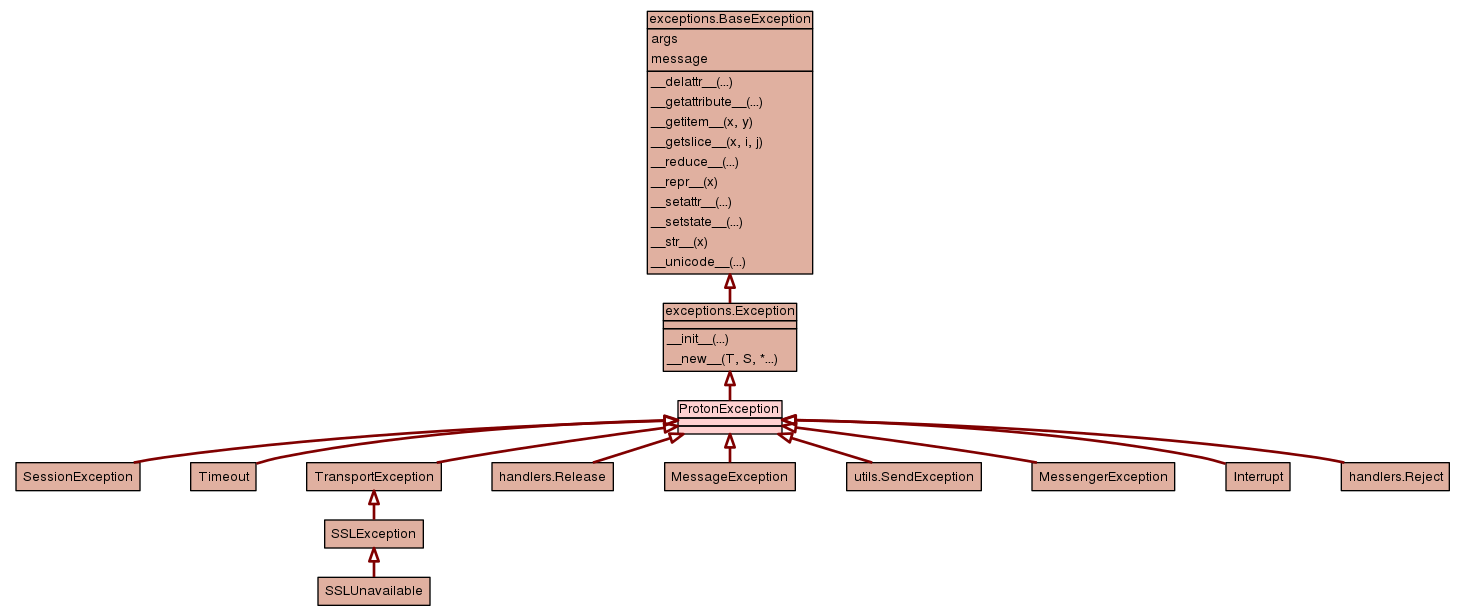 exceptions.BaseException
args
message
__delattr__(...)
__getattribute__(...)
__getitem__(x, y)
__getslice__(x, i, j)
__reduce__(...)
__repr__(x)
__setattr__(...)
__setstate__(...)
__str__(x)
__unicode__(...)
exceptions.Exception
__init__(...)
__new__(T, S, *...)
ProtonException
SessionException
Timeout
TransportException
handlers.Release
MessageException
utils.SendException
MessengerException
Interrupt
handlers.Reject
SSLException
SSLUnavailable